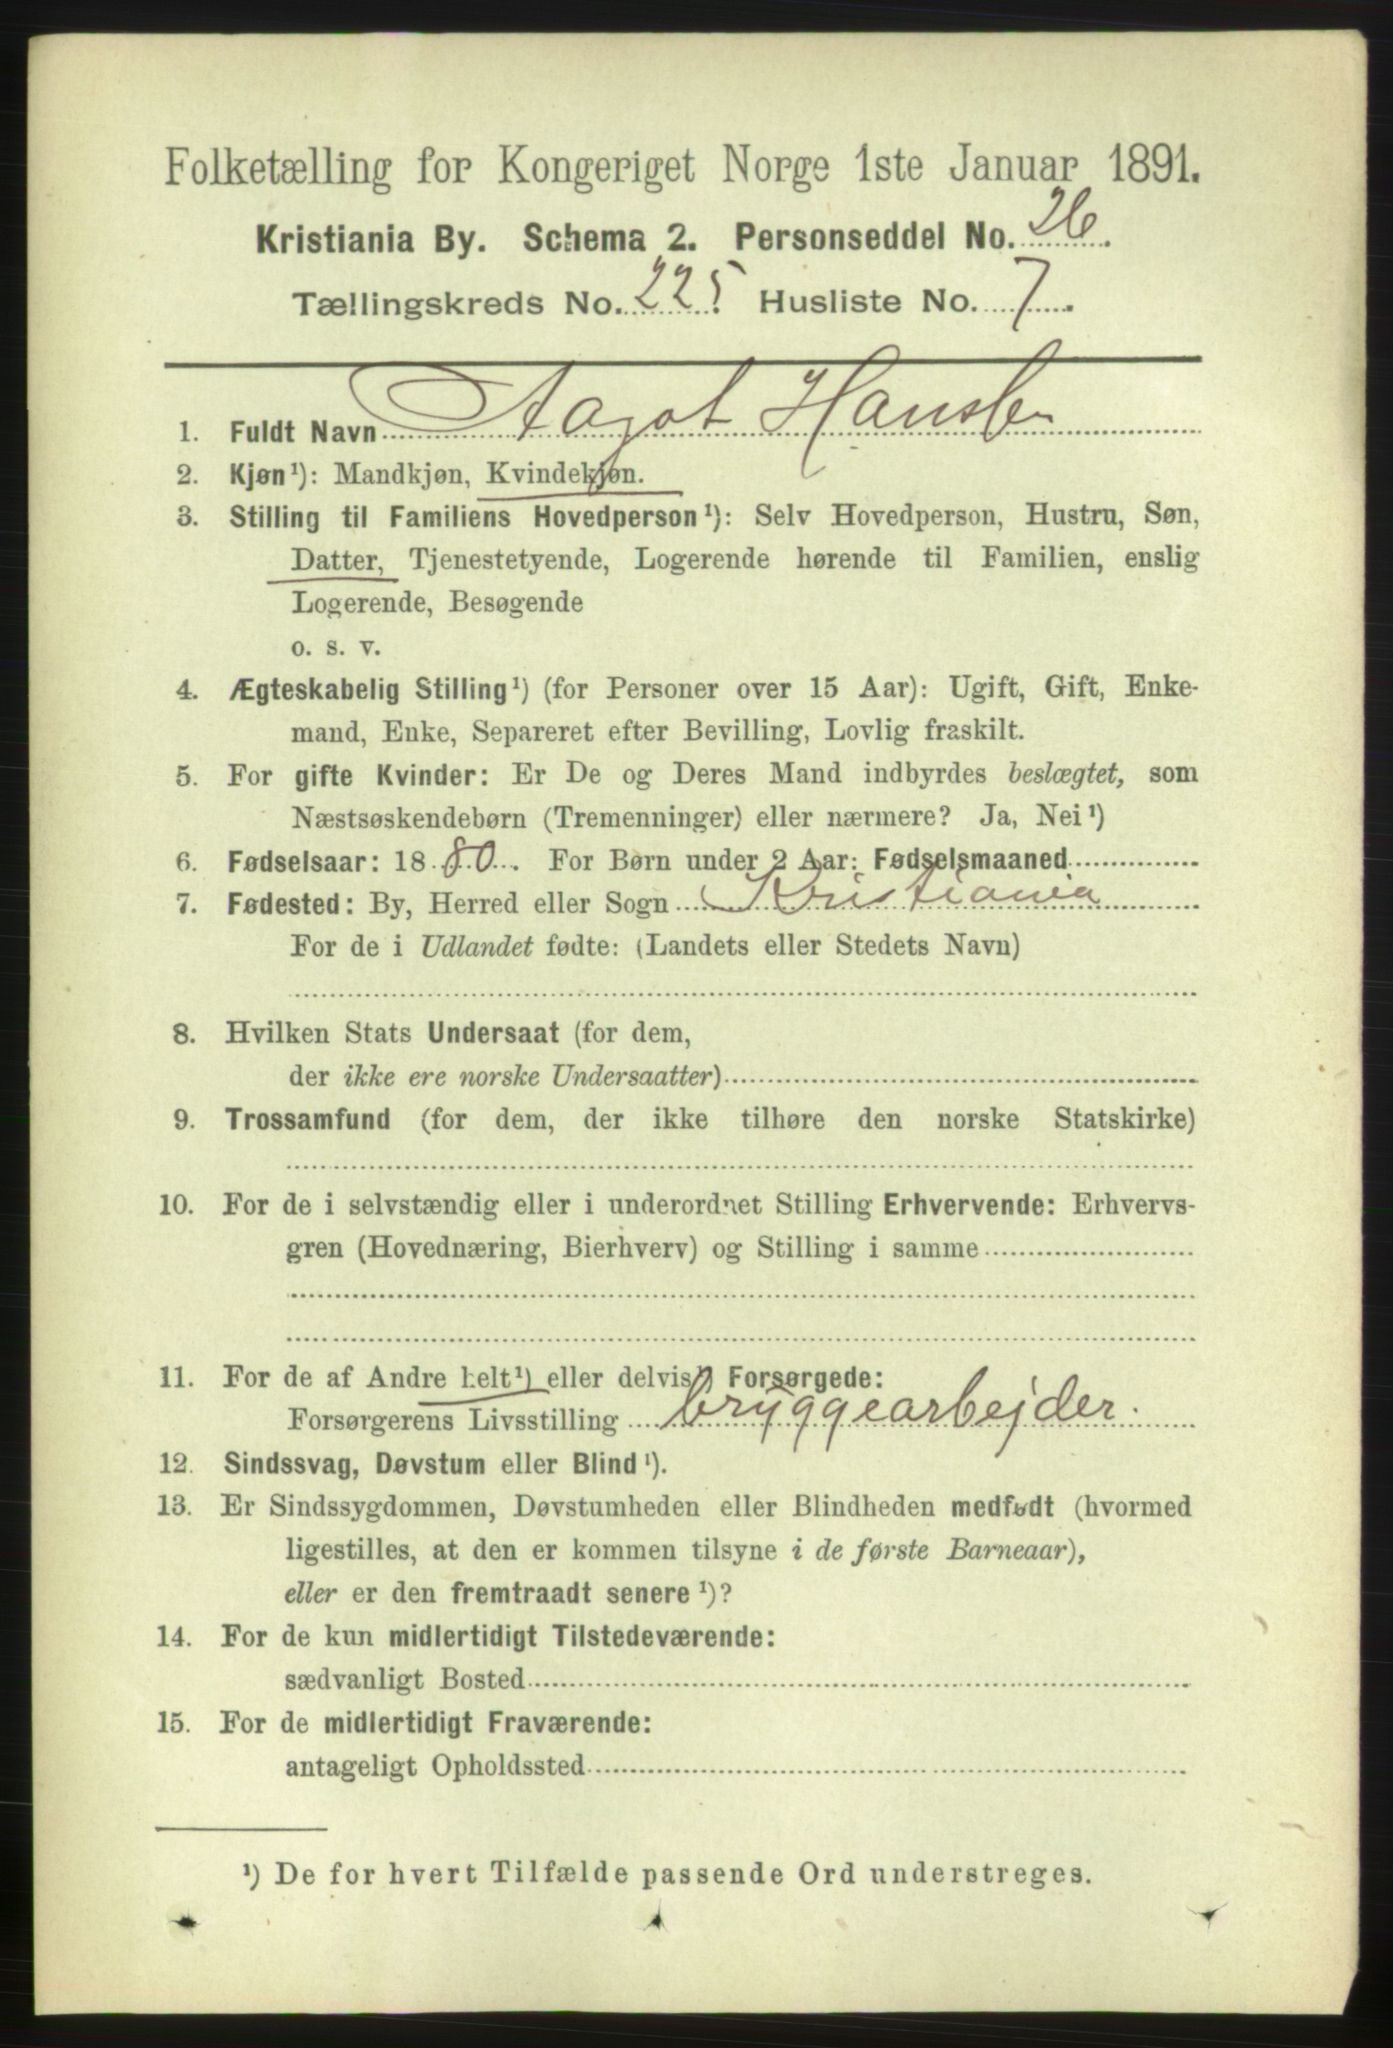 Folketælling for Kongeriget Norge 1ste Januar 1891.
Kristiania By. Schema 2. Personseddel No. 26.
Tællingskreds No. 225 Husliste No. 7.
1. Fuldt Navn Aagot Hansen
2. Kjøn¹): Mandkjøn, Kvindekjøn.
3. Stilling til Familiens Hovedperson¹): Selv Hovedperson, Hustru, Søn,
Datter, Tjenestetyende, Logerende hørende til Familien, enslig
Logerende, Besøgende
o. s. v.
4. Ægteskabelig Stilling¹) (for Personer over 15 Aar): Ugift, Gift, Enke-
mand, Enke, Separeret efter Bevilling, Lovlig fraskilt.
5. For gifte Kvinder: Er De og Deres Mand indbyrdes beslægtet, som
Næstsøskendebørn (Tremenninger) eller nærmere? Ja, Nei¹)
6. Fødselsaar: 1880. For Børn under 2 Aar: Fødselsmaaned
7. Fødested: By, Herred eller Sogn Kristiania
For de i Udlandet fødte: (Landets eller Stedets Navn)
8. Hvilken Stats Undersaat (for dem,
der ikke ere norske Undersaatter)
9. Trossamfund (for dem, der ikke tilhøre den norske Statskirke)
10. For de i selvstændig eller i underordnet Stilling Erhvervende: Erhvervs-
gren (Hovednæring, Bierhverv) og Stilling i samme
11. For de af Andre helt¹) eller delvis¹) Forsørgede:
Forsørgerens Livsstilling bryggearbejder.
12. Sindssvag, Døvstum eller Blind¹).
13. Er Sindssygdommen, Døvstumheden eller Blindheden medfødt (hvormed
ligestilles, at den er kommen tilsyne i de første Barneaar),
eller er den fremtraadt senere¹)?
14. For de kun midlertidigt Tilstedeværende:
sædvanligt Bosted
15. For de midlertidigt Fraværende:
antageligt Opholdssted
¹) De for hvert Tilfælde passende Ord understreges.